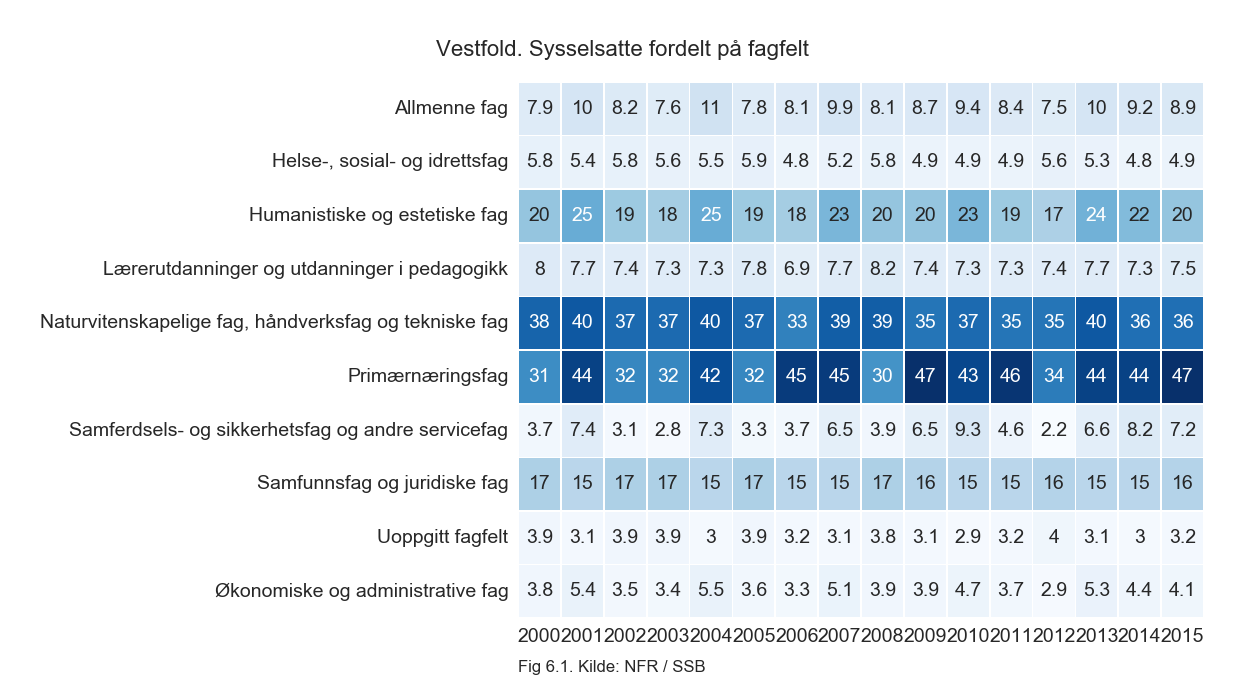 Vestfold. Sysselsatte fordelt på fagfelt
Allmenne fag 7.9 10 8.2 7.6 11 7.8 8.1 9.9 8.1 8.7 9.4 8.4 7.5 10 9.2 8.9
Helse-, sosial- og idrettsfag 5.8 5.4 5.8 5.6 5.5 5.9 4.8 5.2 5.8 4.9 4.9 4.9 5.6 5.3 4.8 4.9
Humanistiske og estetiske fag 20 25 19 18 25 19 18 23 20 20 23 19 17 24 22 20
Lærerutdanninger og utdanninger i pedagogikk 8 7.7 7.4 7.3 7.3 7.8 6.9 7.7 8.2 7.4 7.3 7.3 7.4 7.7 7.3 7.5
Naturvitenskapelige fag, håndverksfag og tekniske fag 38 40 37 37 40 37 33 39 39 35 37 35 35 40 36 36
Primærnæringsfag 31 44 32 32 42 32 45 45 30 47 43 46 34 44 44 47
Samferdsels- og sikkerhetsfag og andre servicefag 3.7 7.4 3.1 2.8 7.3 3.3 3.7 6.5 3.9 6.5 9.3 4.6 2.2 6.6 8.2 7.2
Samfunnsfag og juridiske fag 17 15 17 17 15 17 15 15 17 16 15 15 16 15 15 16
Uoppgitt fagfelt 3.9 3.1 3.9 3.9 3 3.9 3.2 3.1 3.8 3.1 2.9 3.2 4 3.1 3 3.2
Økonomiske og administrative fag 3.8 5.4 3.5 3.4 5.5 3.6 3.3 5.1 3.9 3.9 4.7 3.7 2.9 5.3 4.4 4.1
2000 2001 2002 2003 2004 2005 2006 2007 2008 2009 2010 2011 2012 2013 2014 2015
Fig 6.1. Kilde: NFR / SSB